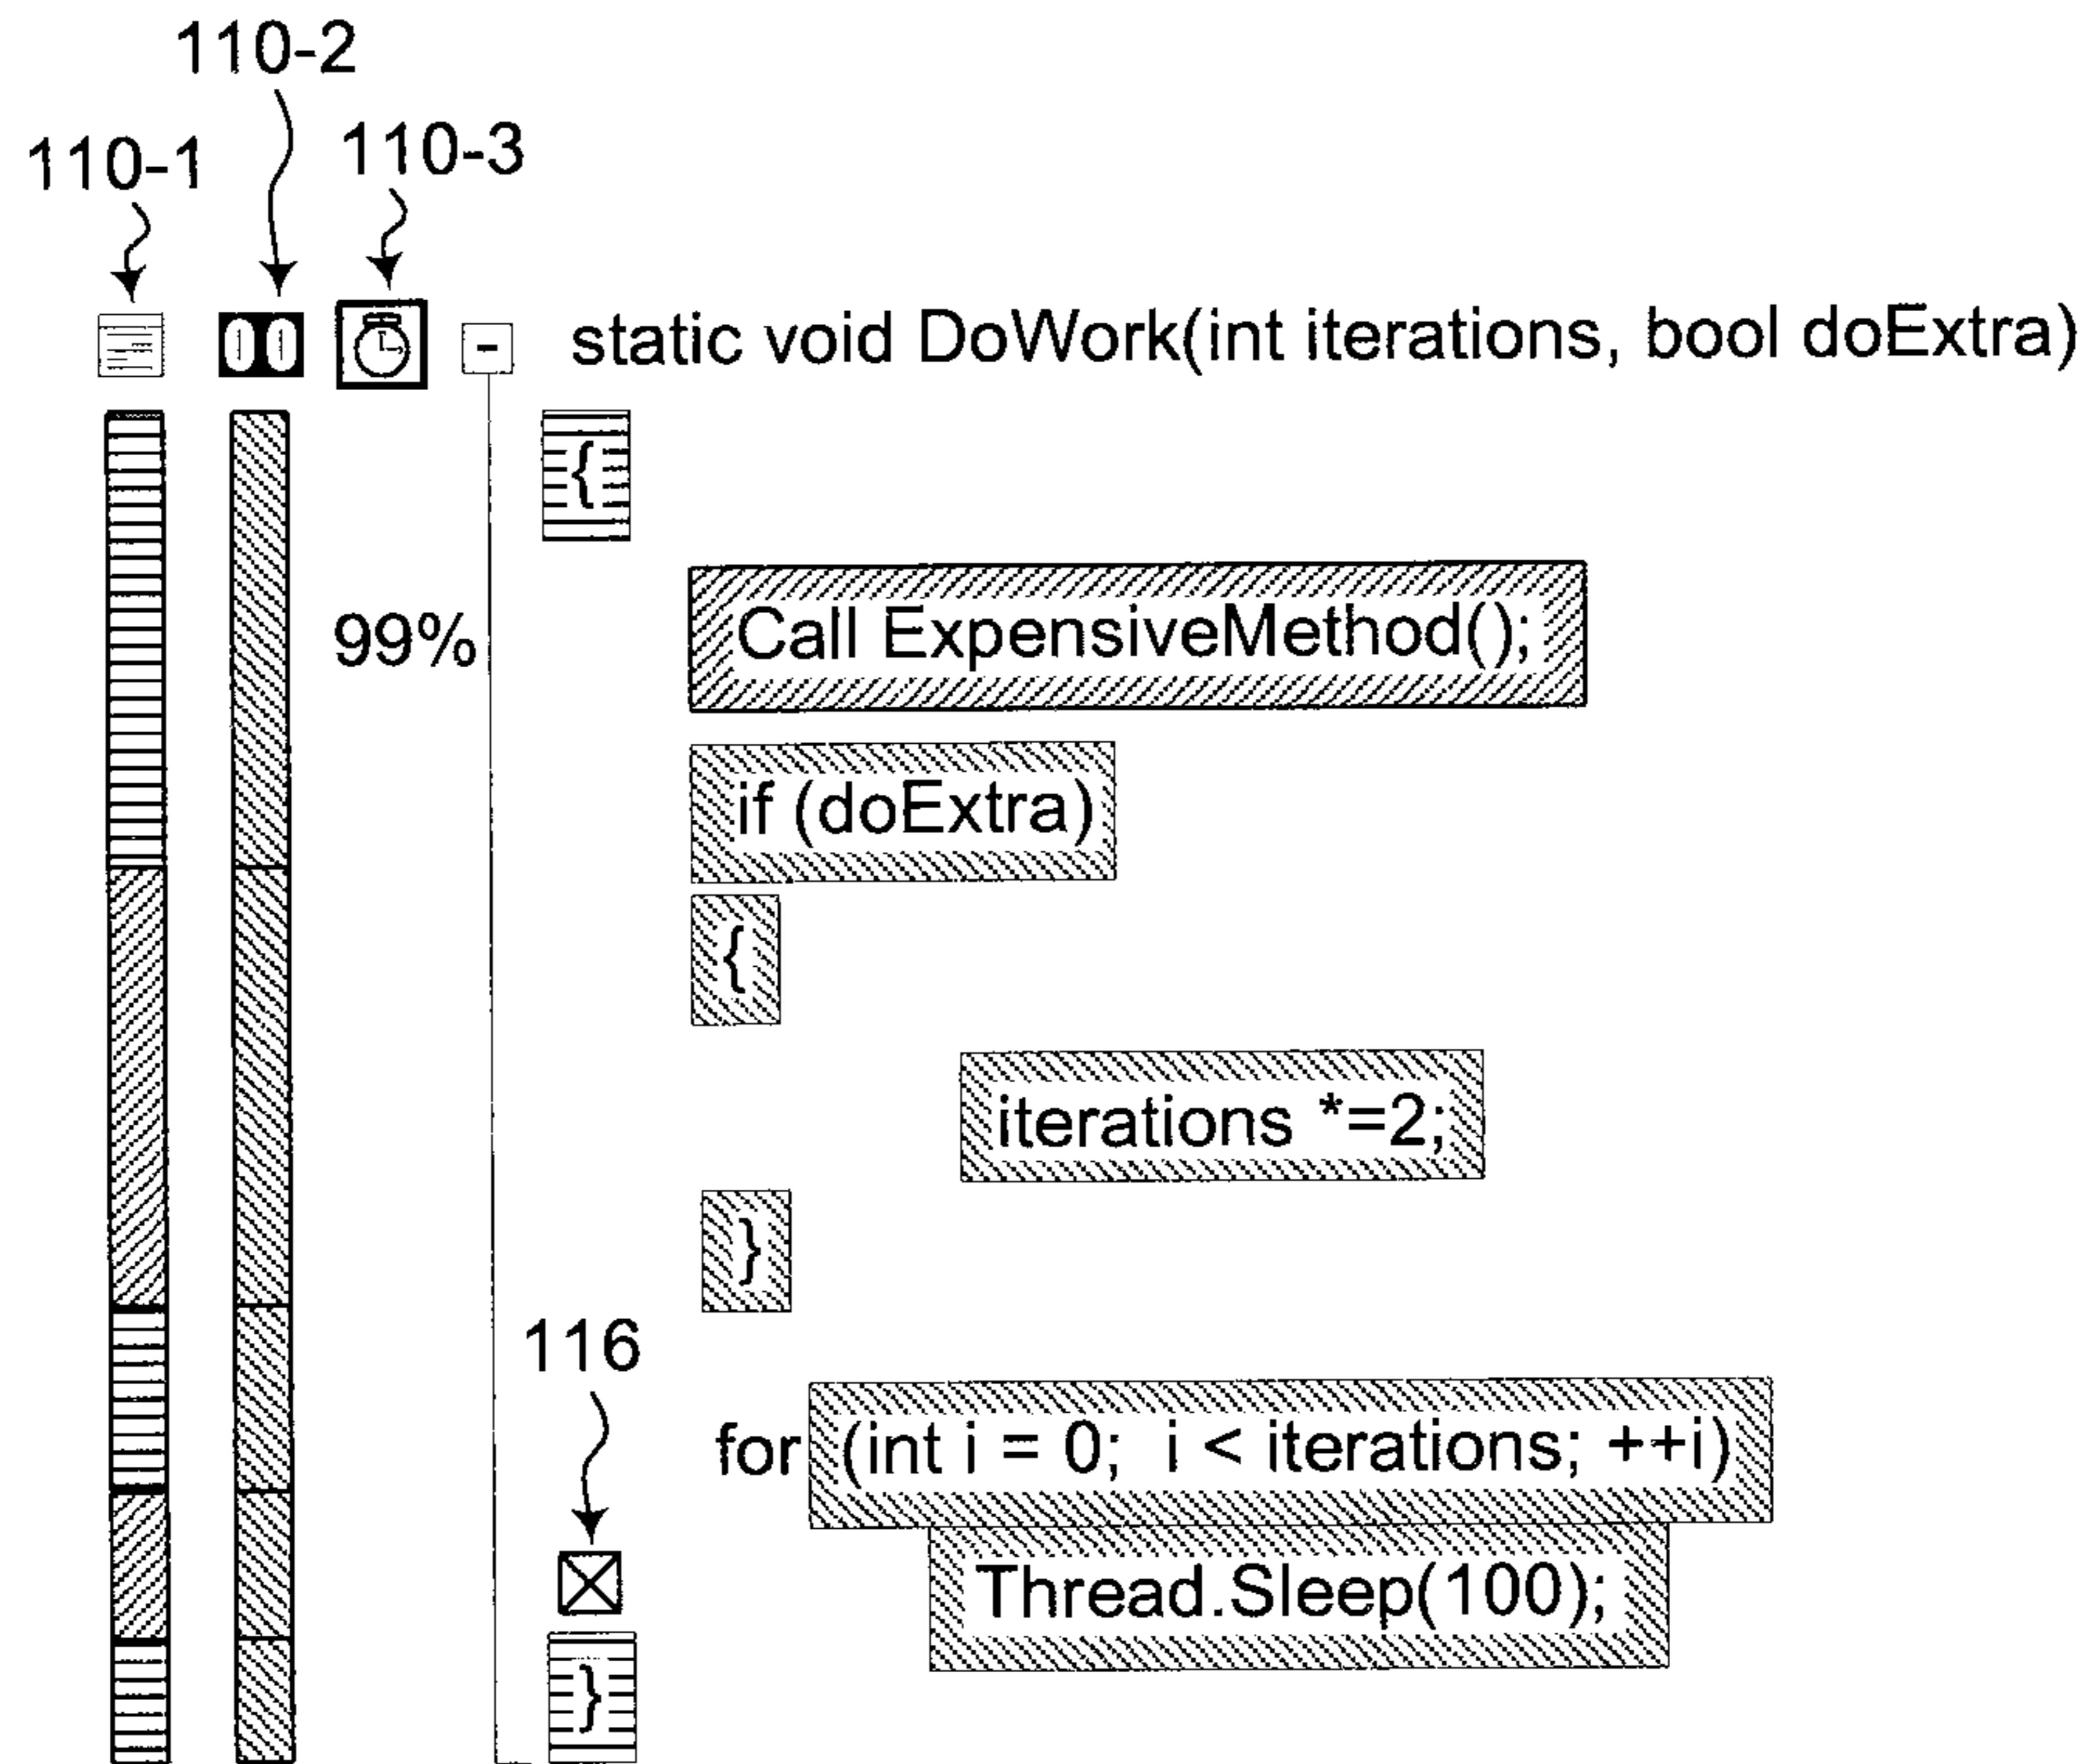 110-2
110-1 110-3
00 - static void DoWork(int iterations, bool doExtra)
{
99% Call ExpensiveMethod();
if (doExtra)
{
iterations *=2;
}
116
for (int i = 0; i < iterations; ++i)
Thread.Sleep(100);
}